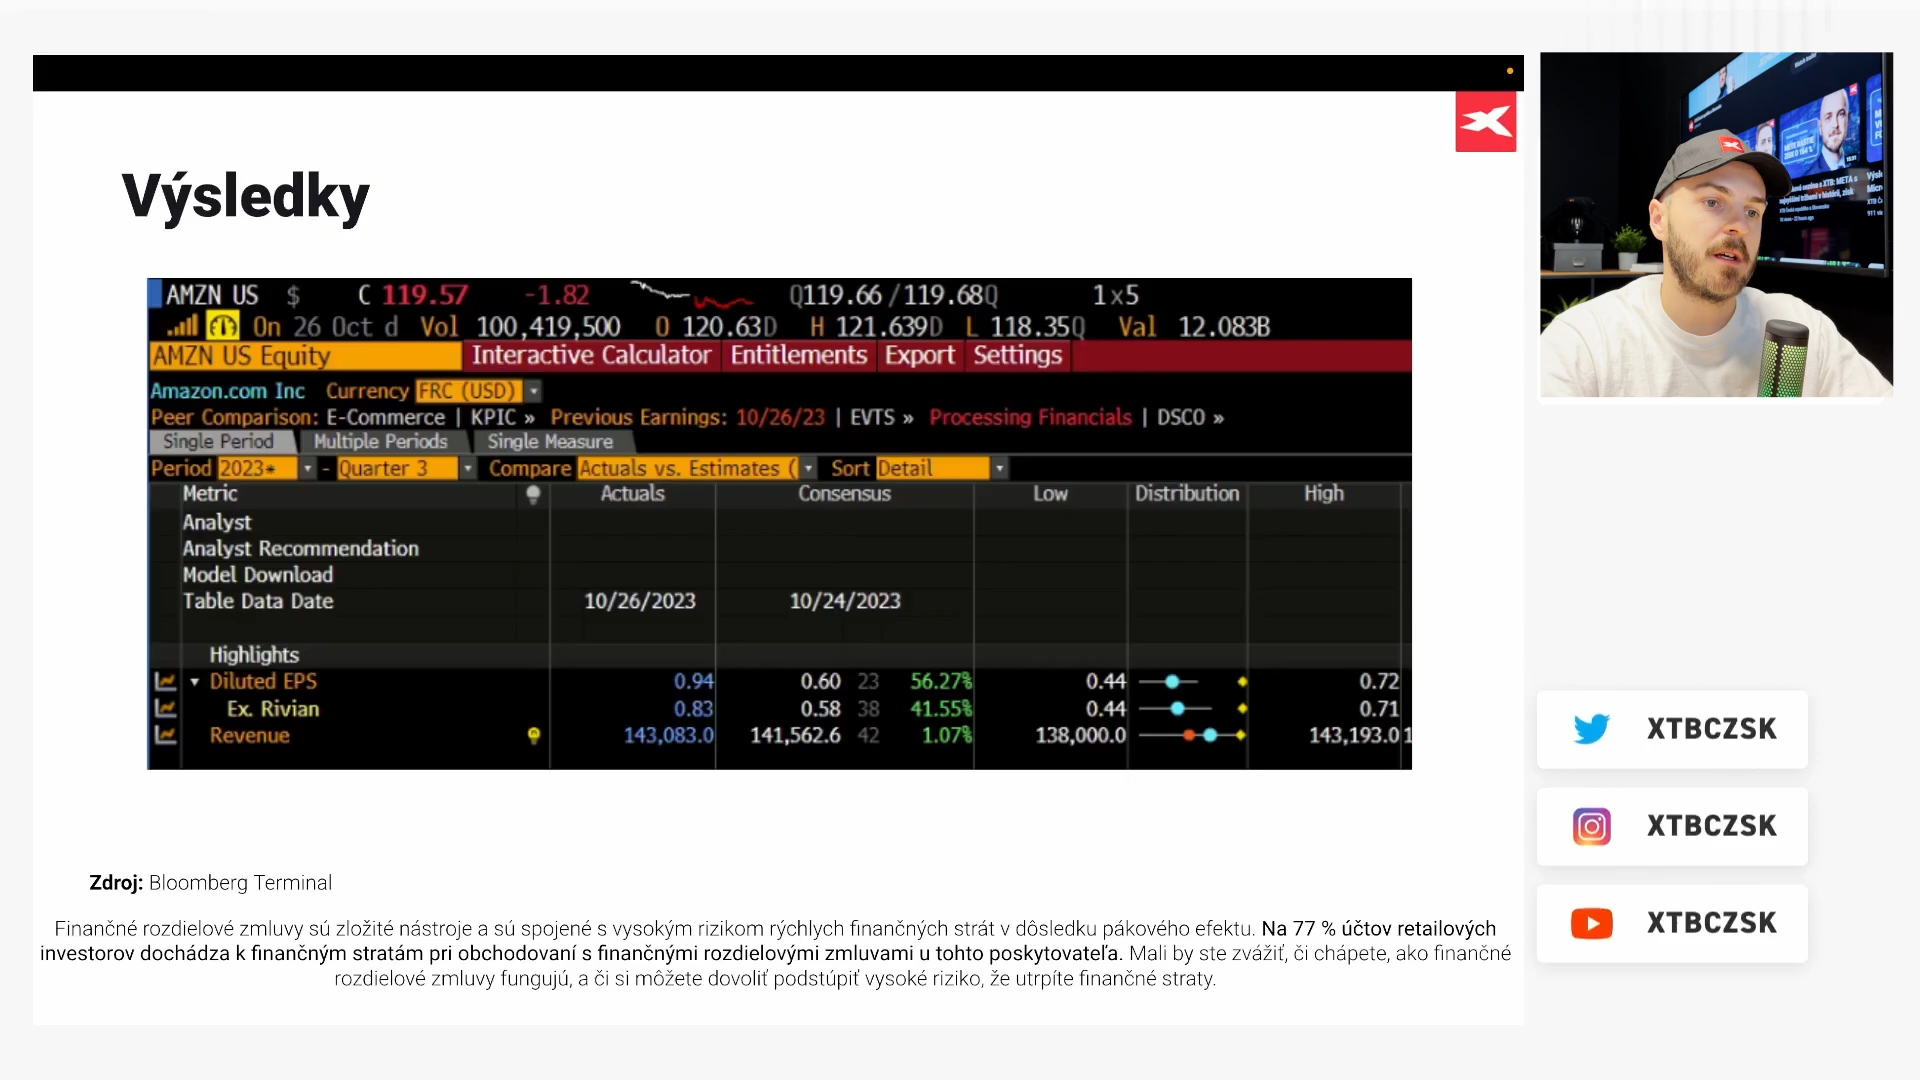 Výsledky
AMZN US $ C 119.57 -1.82 Q119.66/119.68Q 1x5
On 26 Oct d Vol 100,419,500 O 120.63D H 121.639D L 118.35Q Val 12.083B
AMZN US Equity Interactive Calculator Entitlements Export Settings
Amazon.com Inc Currency FRC (USD)
Peer Comparison: E-Commerce | KPIC » Previous Earnings: 10/26/23 | EVTS » Processing Financials | DSCO »
Single Period Multiple Periods Single Measure
Period 2023* - Quarter 3 Compare Actuals vs. Estimates ( Sort Detail
Metric Actuals Consensus Low Distribution High
Analyst
Analyst Recommendation
Model Download
Table Data Date 10/26/2023 10/24/2023
Highlights
Diluted EPS 0.94 0.60 23 56.27% 0.44 0.72
Ex. Rivian 0.83 0.58 38 41.55% 0.44 0.71
Revenue 143,083.0 141,562.6 42 1.07% 138,000.0 143,193.0 1
Zdroj: Bloomberg Terminal
Finančné rozdielové zmluvy sú zložité nástroje a sú spojené s vysokým rizikom rýchlych finančných strát v dôsledku pákového efektu. Na 77 % účtov retailových
investorov dochádza k finančným stratám pri obchodovaní s finančnými rozdielovými zmluvami u tohto poskytovateľa. Mali by ste zvážiť, či chápete, ako finančné
rozdielové zmluvy fungujú, a či si môžete dovoliť podstúpiť vysoké riziko, že utrpíte finančné straty.
XTBCZSK
XTBCZSK
XTBCZSK